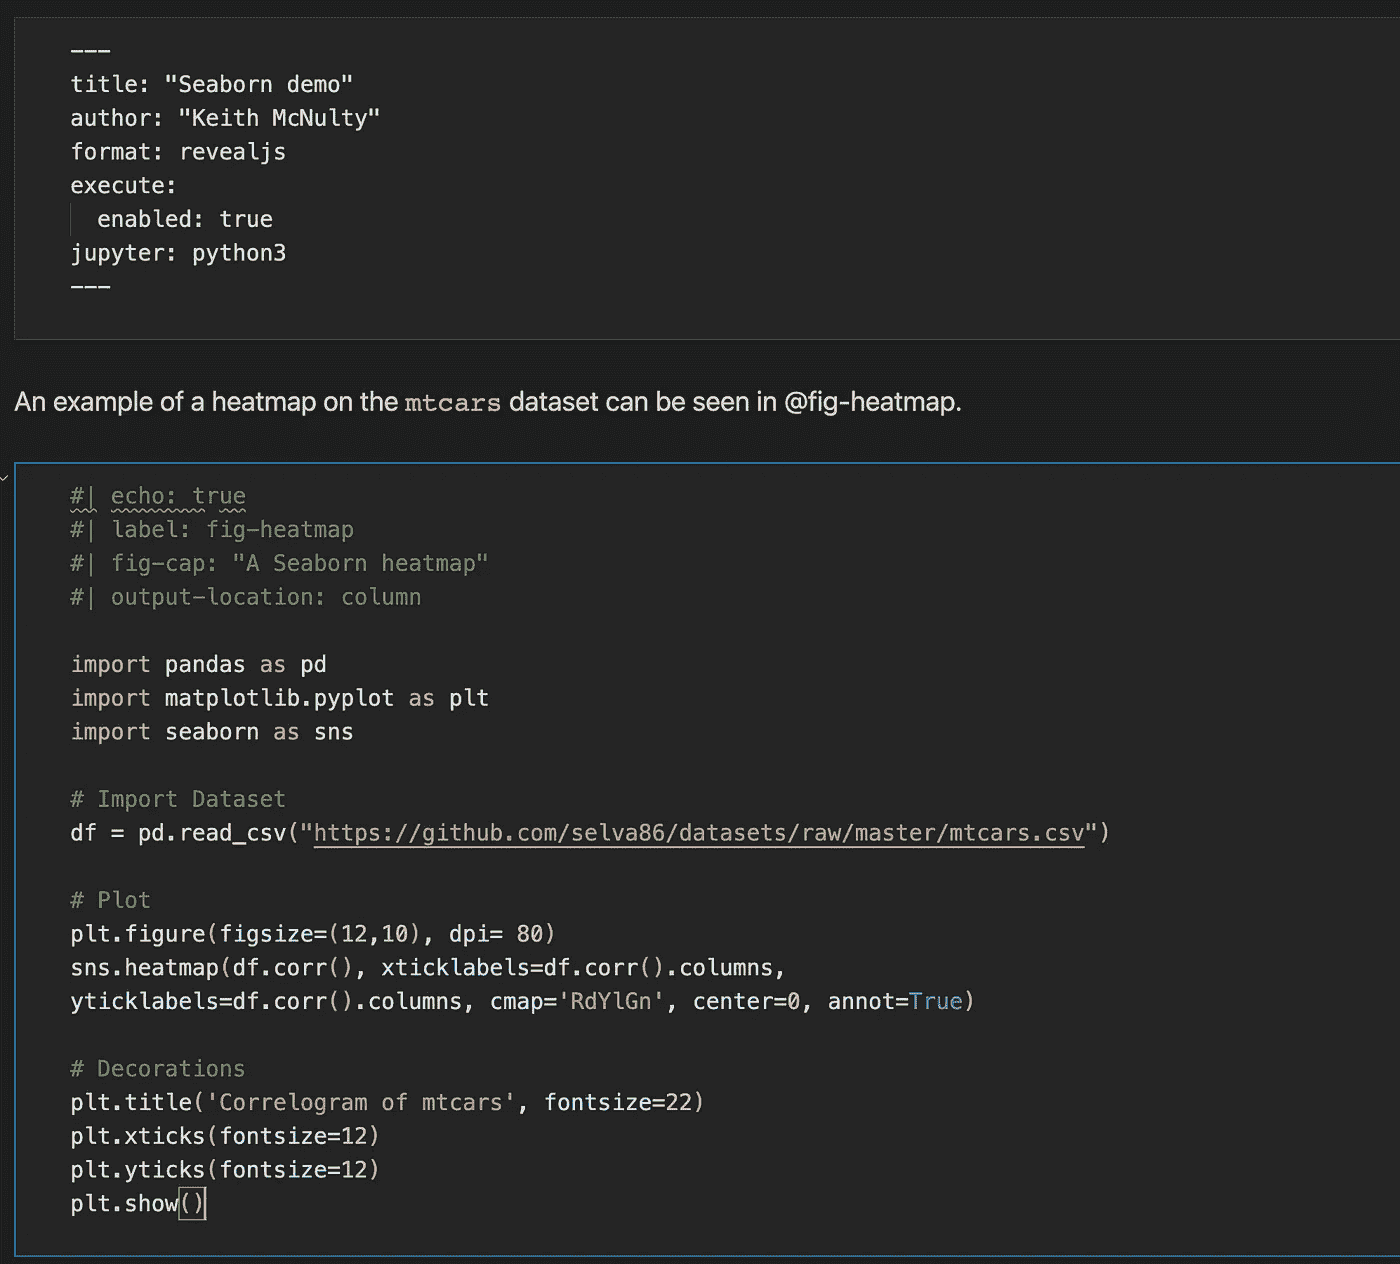 ---
title: "Seaborn demo"
author: "Keith McNulty"
format: revealjs
execute:
  enabled: true
jupyter: python3
---
An example of a heatmap on the mtcars dataset can be seen in @fig-heatmap.
#| echo: true
#| label: fig-heatmap
#| fig-cap: "A Seaborn heatmap"
#| output-location: column
import pandas as pd
import matplotlib.pyplot as plt
import seaborn as sns
# Import Dataset
df = pd.read_csv("https://github.com/selva86/datasets/raw/master/mtcars.csv")
# Plot
plt.figure(figsize=(12,10), dpi= 80)
sns.heatmap(df.corr(), xticklabels=df.corr().columns,
yticklabels=df.corr().columns, cmap='RdYlGn', center=0, annot=True)
# Decorations
plt.title('Correlogram of mtcars', fontsize=22)
plt.xticks(fontsize=12)
plt.yticks(fontsize=12)
plt.show()